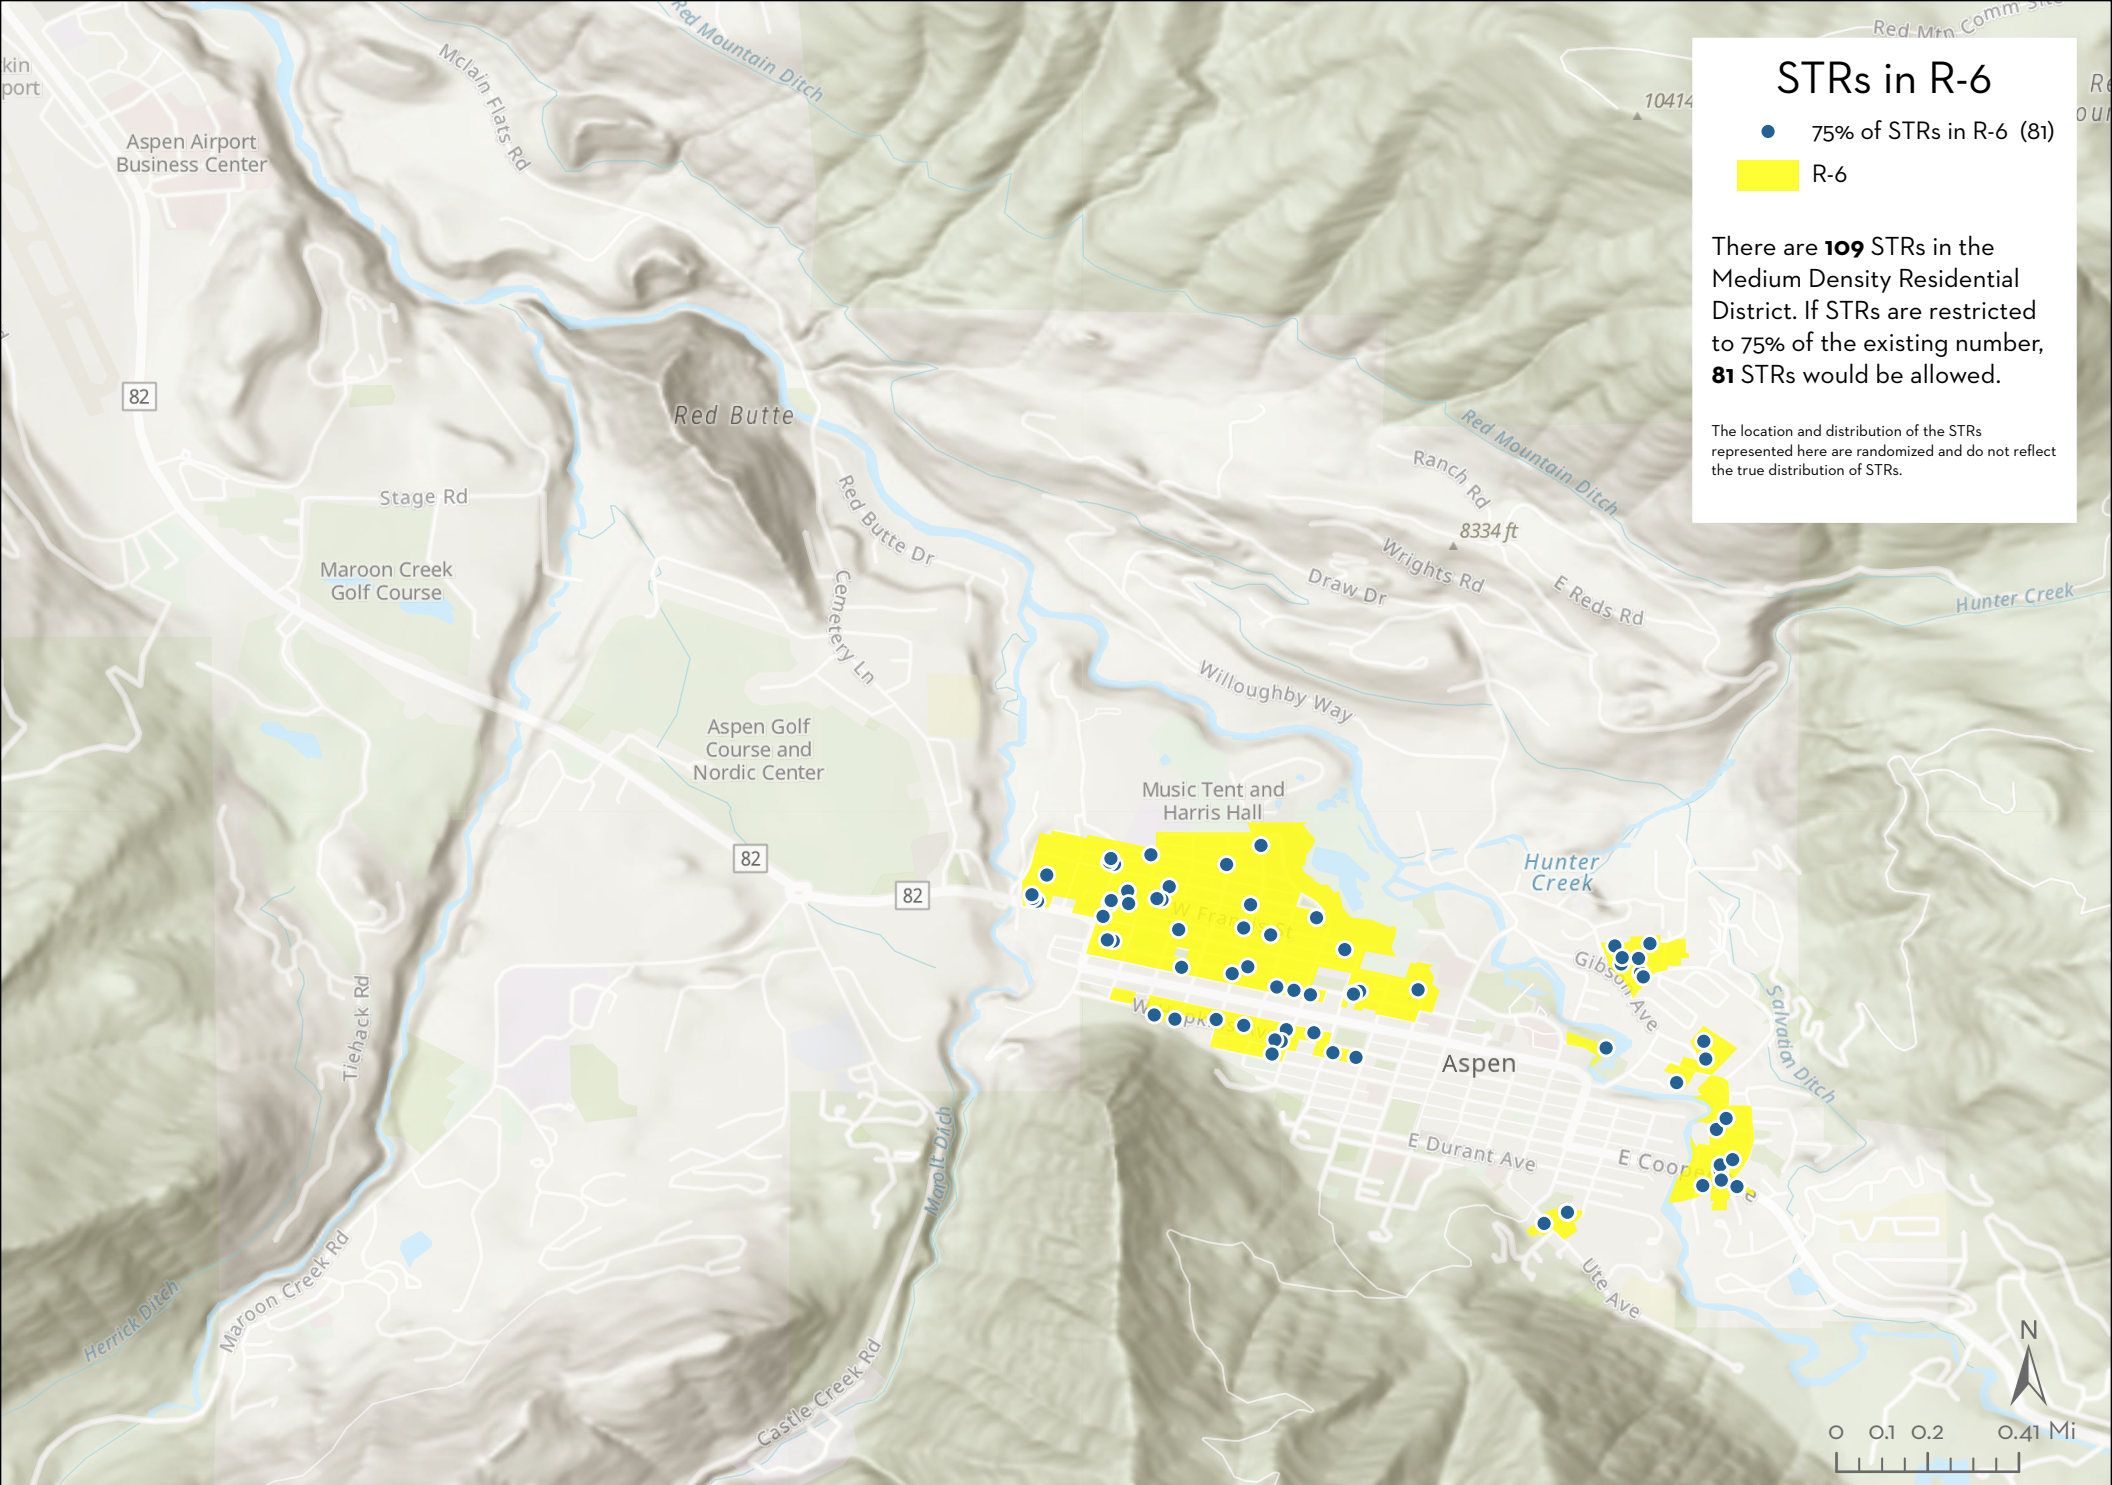 STRs in R-6
75% of STRs in R-6 (81)
R-6
There are 109 STRs in the
Medium Density Residential
District. If STRs are restricted
to 75% of the existing number,
81 STRs would be allowed.
The location and distribution of the STRs
represented here are randomized and do not reflect
the true distribution of STRs.
Red Mtn Comm
10414
Red Mountain Ditch
Mclain Flats Rd
kin
port
Aspen Airport
Business Center
82
Red Butte
Stage Rd
Red Butte Dr
Ranch Rd
Red Mountain Ditch
8334 ft
Wrights Rd
Draw Dr
E Reds Rd
Hunter Creek
Maroon Creek
Golf Course
Cemetery Ln
Willoughby Way
Aspen Golf
Course and
Nordic Center
Music Tent and
Harris Hall
82
82
Hunter
Creek
W Francis St
Gibson Ave
Salvation Ditch
Tiehack Rd
Aspen
Marolt Ditch
E Durant Ave
E Coope
Ute Ave
Maroon Creek Rd
Herrick Ditch
Castle Creek Rd
N
0 0.1 0.2 0.41 Mi